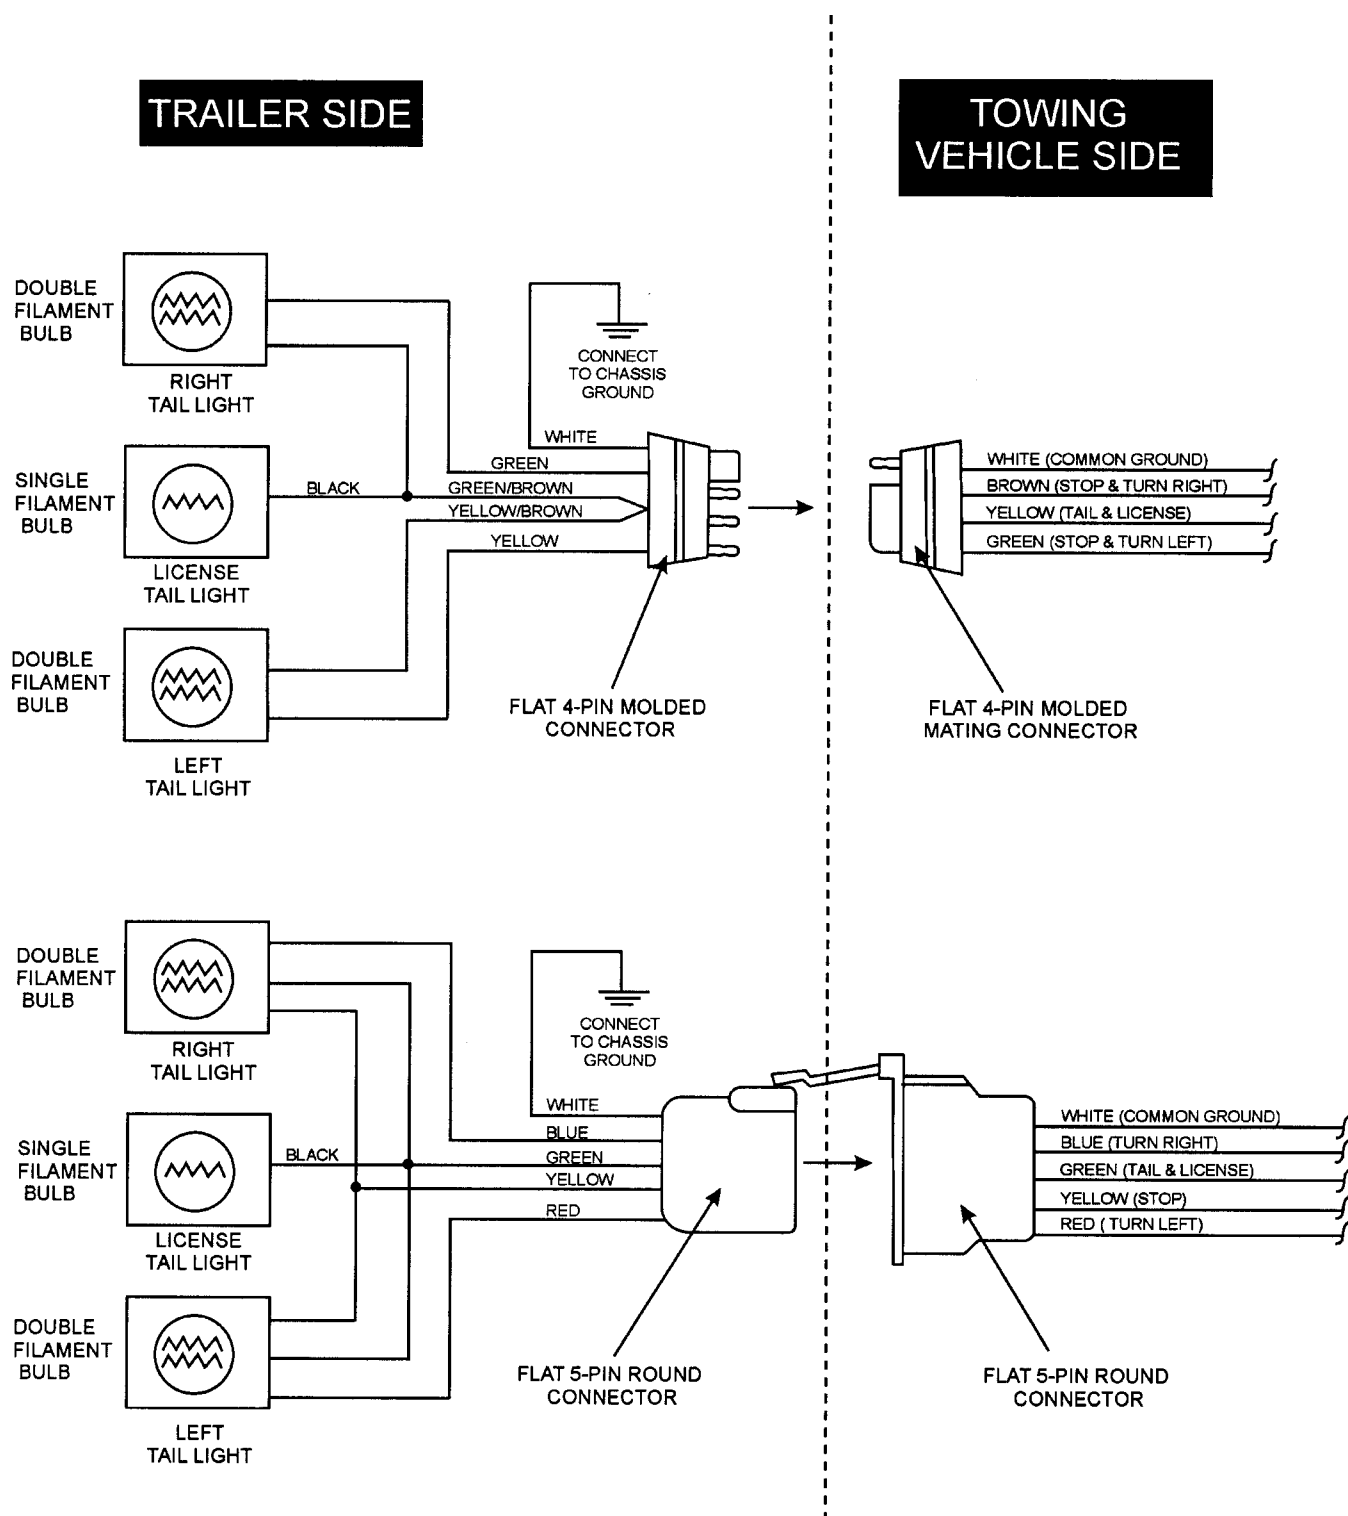 TRAILER SIDE
TOWING
VEHICLE SIDE
DOUBLE
FILAMENT
BULB
RIGHT
TAIL LIGHT
CONNECT
TO CHASSIS
GROUND
WHITE
GREEN
SINGLE
FILAMENT
BULB
BLACK
GREEN/BROWN
YELLOW/BROWN
YELLOW
LICENSE
TAIL LIGHT
WHITE (COMMON GROUND)
BROWN (STOP & TURN RIGHT)
YELLOW (TAIL & LICENSE)
GREEN (STOP & TURN LEFT)
DOUBLE
FILAMENT
BULB
LEFT
TAIL LIGHT
FLAT 4-PIN MOLDED
CONNECTOR
FLAT 4-PIN MOLDED
MATING CONNECTOR
DOUBLE
FILAMENT
BULB
RIGHT
TAIL LIGHT
CONNECT
TO CHASSIS
GROUND
WHITE
BLUE
SINGLE
FILAMENT
BULB
BLACK
GREEN
YELLOW
RED
LICENSE
TAIL LIGHT
WHITE (COMMON GROUND)
BLUE (TURN RIGHT)
GREEN (TAIL & LICENSE)
YELLOW (STOP)
RED ( TURN LEFT)
DOUBLE
FILAMENT
BULB
LEFT
TAIL LIGHT
FLAT 5-PIN ROUND
CONNECTOR
FLAT 5-PIN ROUND
CONNECTOR